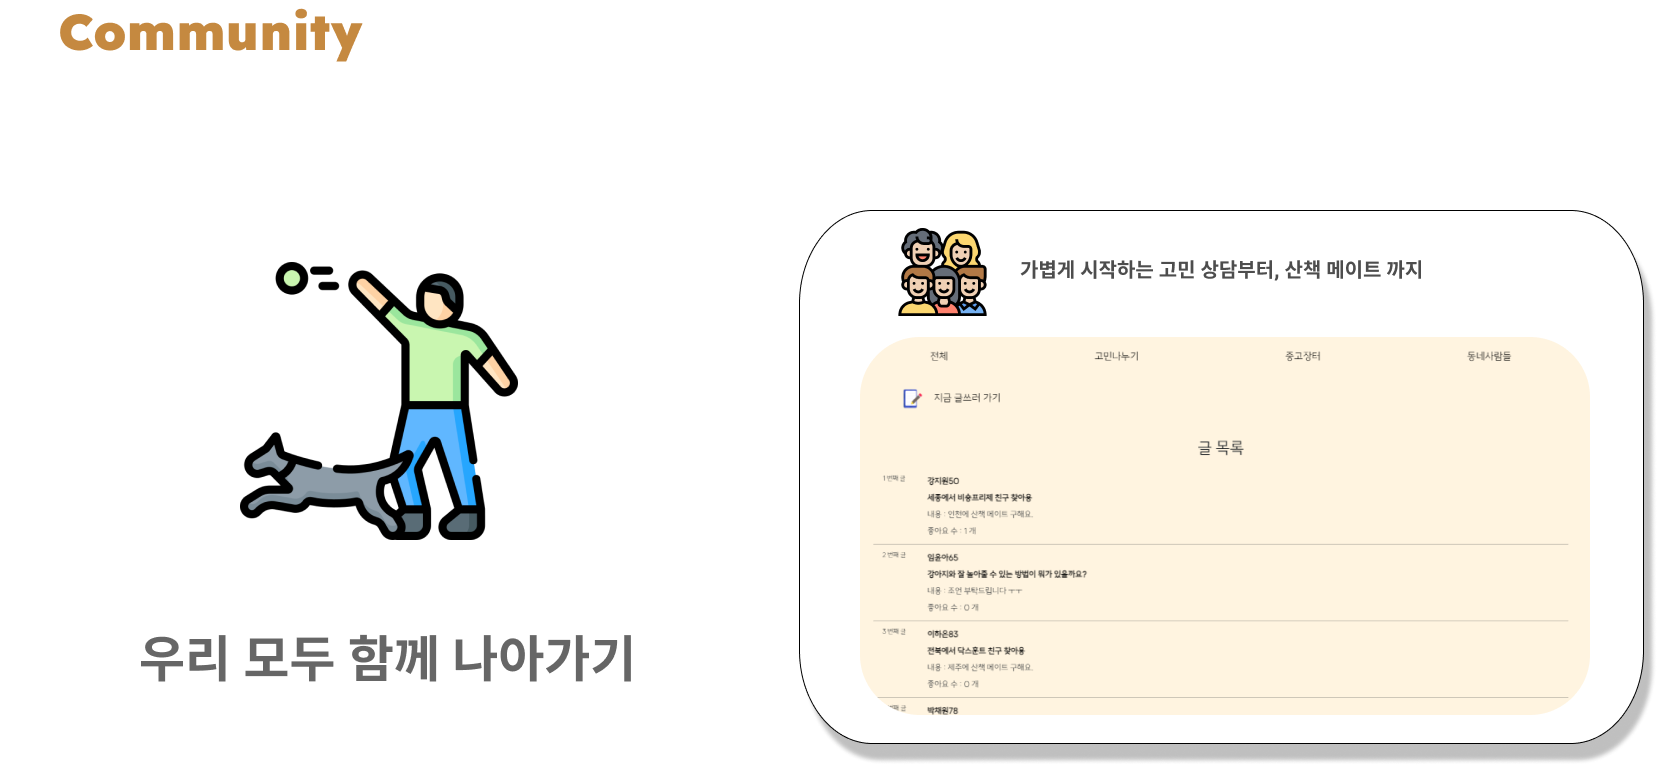 Community
우리 모두 함께 나아가기
가볍게 시작하는 고민 상담부터, 산책 메이트 까지
전체 고민나누기 중고장터 동네사람들
지금 글쓰러 가기
글 목록
1 번째 글 강지원50
세종에서 비숑프리제 친구 찾아용
내용 : 인천에 산책 메이트 구해요.
좋아요 수 : 1 개
2 번째 글 임윤아65
강아지와 잘 놀아줄 수 있는 방법이 뭐가 있을까요?
내용 : 조언 부탁드립니다 ㅜㅜ
좋아요 수 : 0 개
3 번째 글 이하은83
전북에서 닥스훈트 친구 찾아용
내용 : 제주에 산책 메이트 구해요.
좋아요 수 : 0 개
번째 글 박채원78